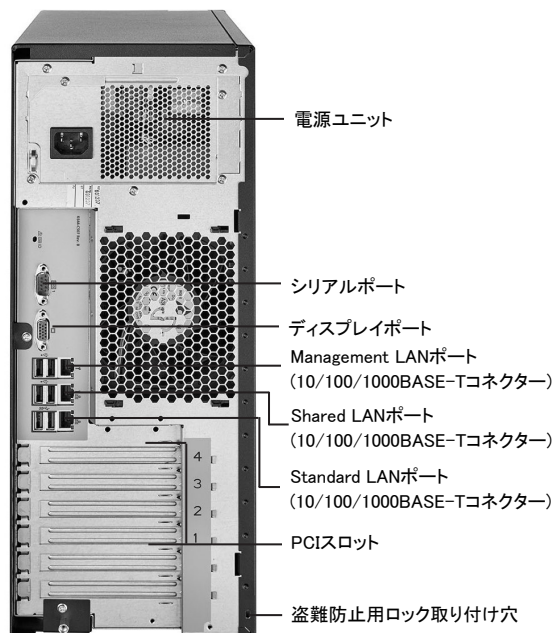 電源ユニット
シリアルポート
ディスプレイポート
Management LANポート
(10/100/1000BASE-Tコネクター)
Shared LANポート
(10/100/1000BASE-Tコネクター)
Standard LANポート
(10/100/1000BASE-Tコネクター)
4
3
2
1
PCIスロット
盗難防止用ロック取り付け穴